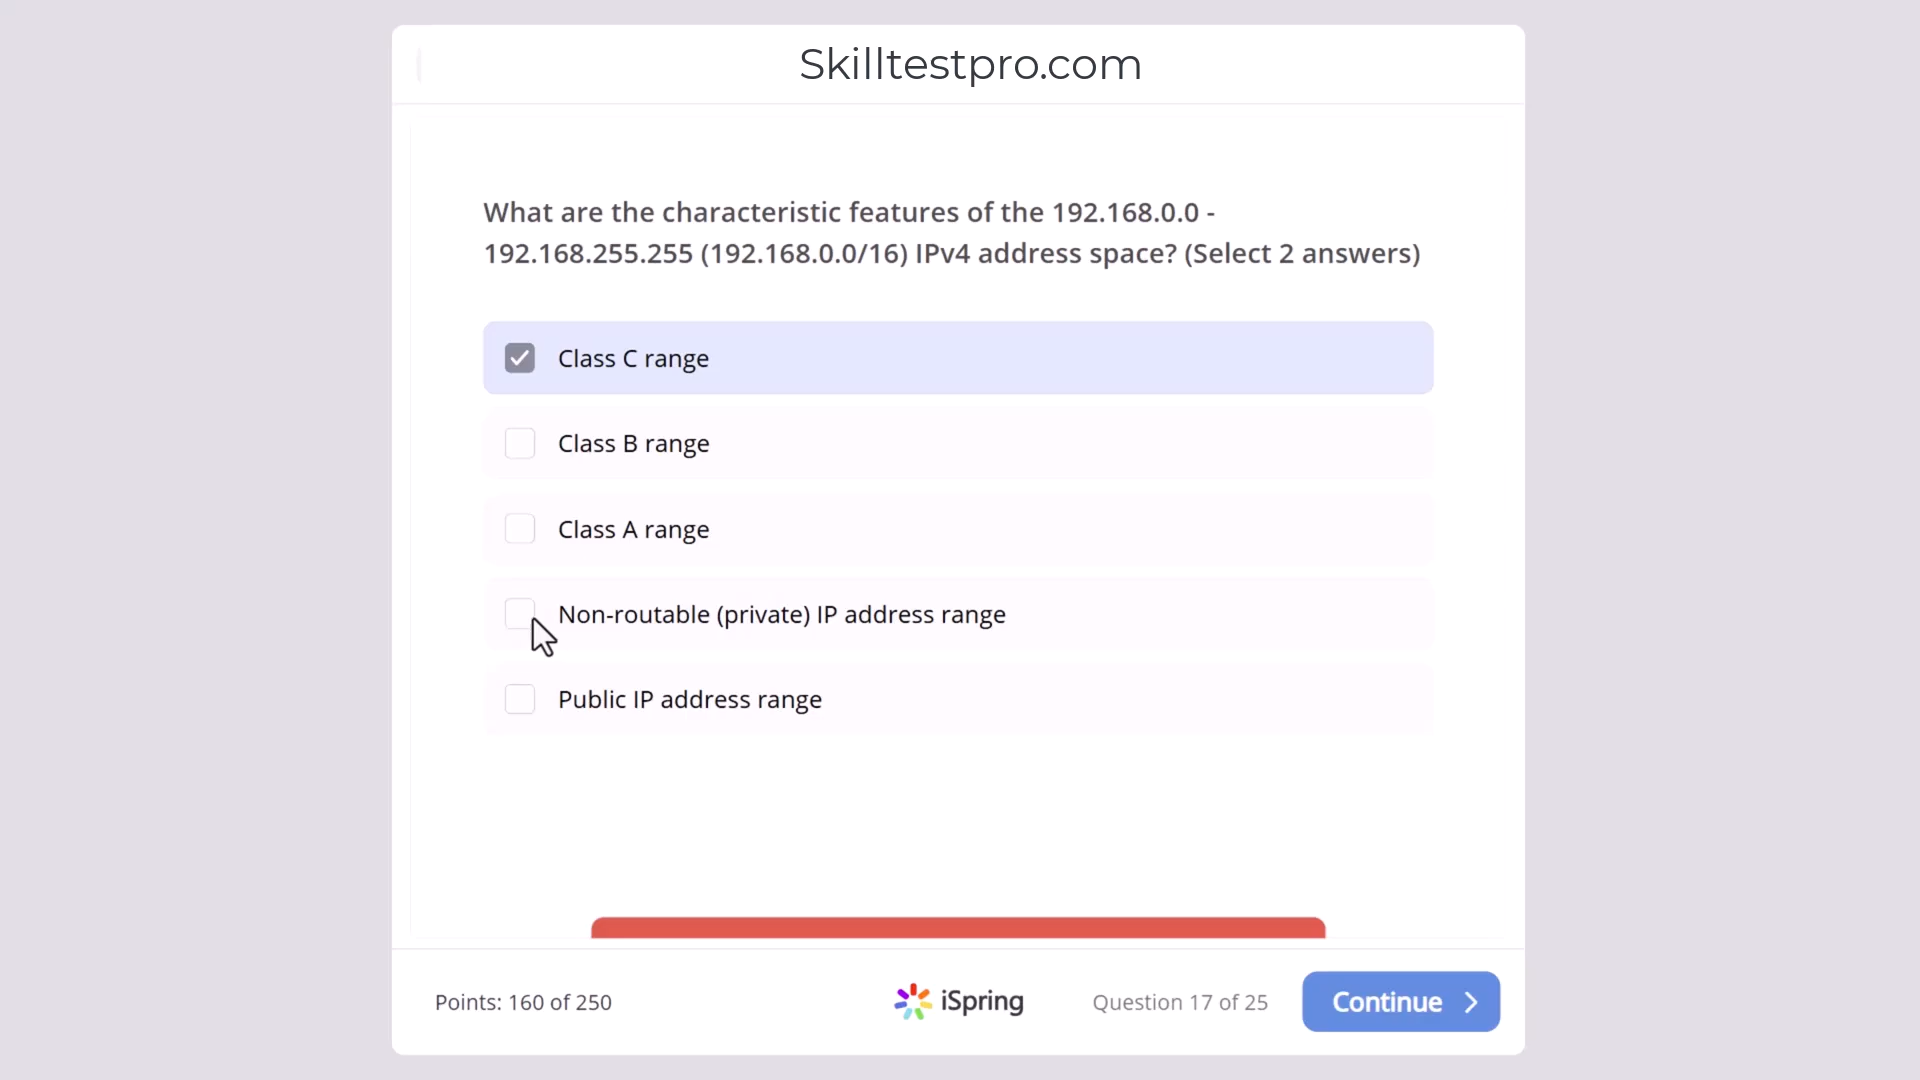 Skilltestpro.com
What are the characteristic features of the 192.168.0.0 -
192.168.255.255 (192.168.0.0/16) IPv4 address space? (Select 2 answers)
Class C range
Class B range
Class A range
Non-routable (private) IP address range
Public IP address range
Points: 160 of 250
iSpring
Question 17 of 25
Continue